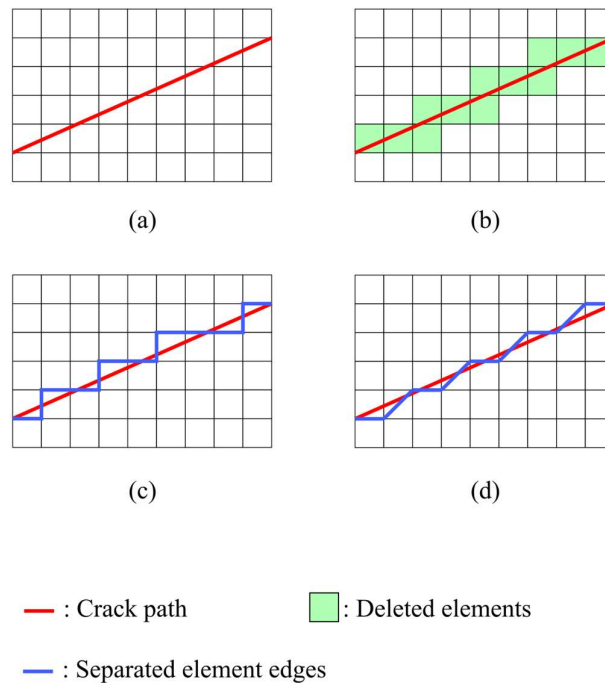 (a) (b)
(c) (d)
: Crack path : Deleted elements
: Separated element edges